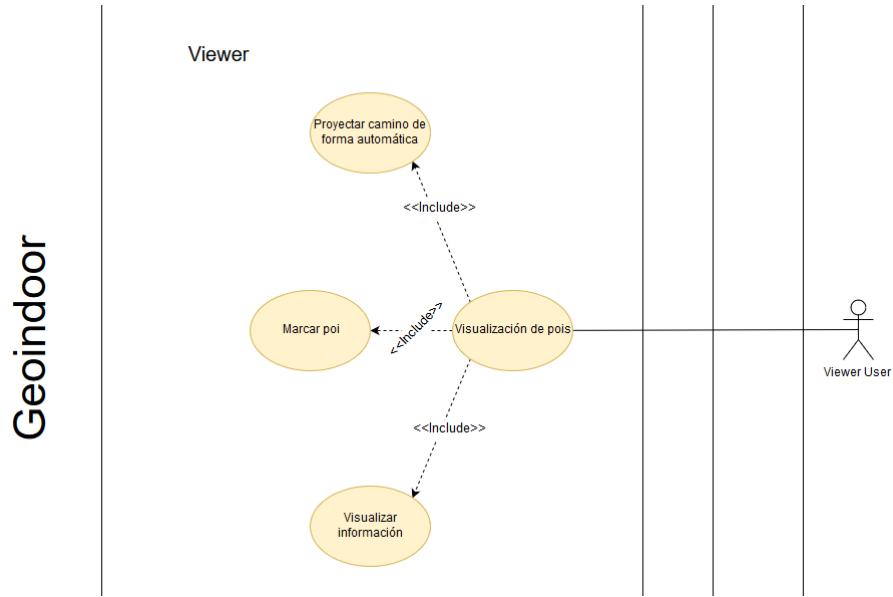 Geoindoor
Viewer
Proyectar camino de
forma automática
<<Include>>
Marcar poi
<<Include>>
Visualización de pois
Viewer User
<<Include>>
Visualizar
información